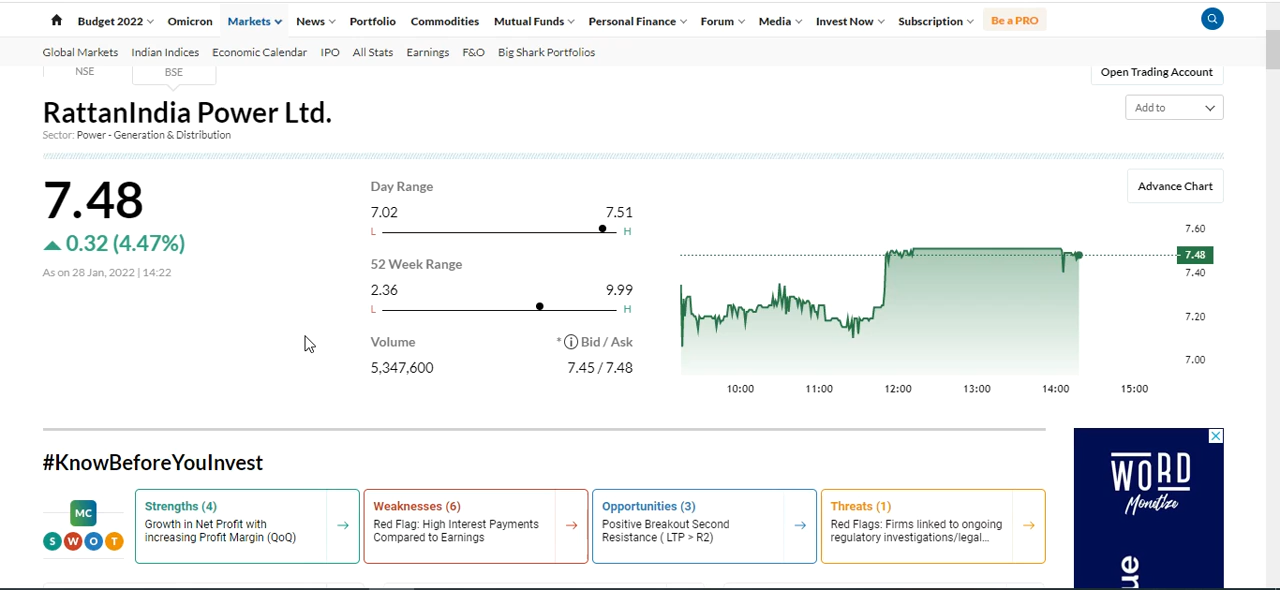 Budget 2022 Omicron Markets News Portfolio Commodities Mutual Funds Personal Finance Forum Media Invest Now Subscription Be a PRO
Global Markets Indian Indices Economic Calendar IPO All Stats Earnings F&O Big Shark Portfolios
NSE BSE Open Trading Account
RattanIndia Power Ltd.
Add to
Sector: Power - Generation & Distribution
7.48
0.32 (4.47%)
As on 28 Jan, 2022 | 14:22
Day Range
7.02 7.51
L H
52 Week Range
2.36 9.99
L H
Volume * Bid / Ask
5,347,600 7.45 / 7.48
Advance Chart
7.60
7.48
7.40
7.20
7.00
10:00 11:00 12:00 13:00 14:00 15:00
#KnowBeforeYouInvest
MC
S W O T
Strengths (4)
Growth in Net Profit with
increasing Profit Margin (QoQ)
Weaknesses (6)
Red Flag: High Interest Payments
Compared to Earnings
Opportunities (3)
Positive Breakout Second
Resistance ( LTP > R2)
Threats (1)
Red Flags: Firms linked to ongoing
regulatory investigations/legal...
WORD
Monetize
ue